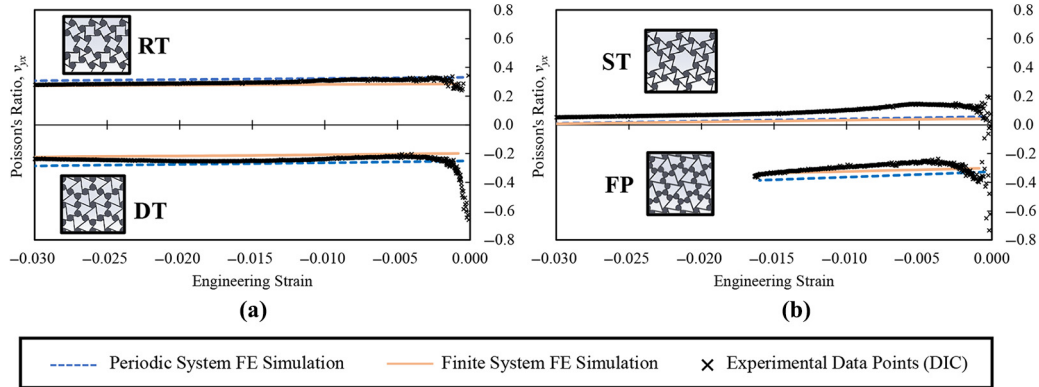 RT
DT
Poisson's Ratio, νyx
0.8
0.6
0.4
0.2
0.0
−0.2
−0.4
−0.6
−0.8
−0.030 −0.025 −0.020 −0.015 −0.010 −0.005 0.000
Engineering Strain
(a)
ST
FP
Poisson's Ratio, νyx
0.8
0.6
0.4
0.2
0.0
−0.2
−0.4
−0.6
−0.8
−0.030 −0.025 −0.020 −0.015 −0.010 −0.005 0.000
Engineering Strain
(b)
Periodic System FE Simulation Finite System FE Simulation Experimental Data Points (DIC)